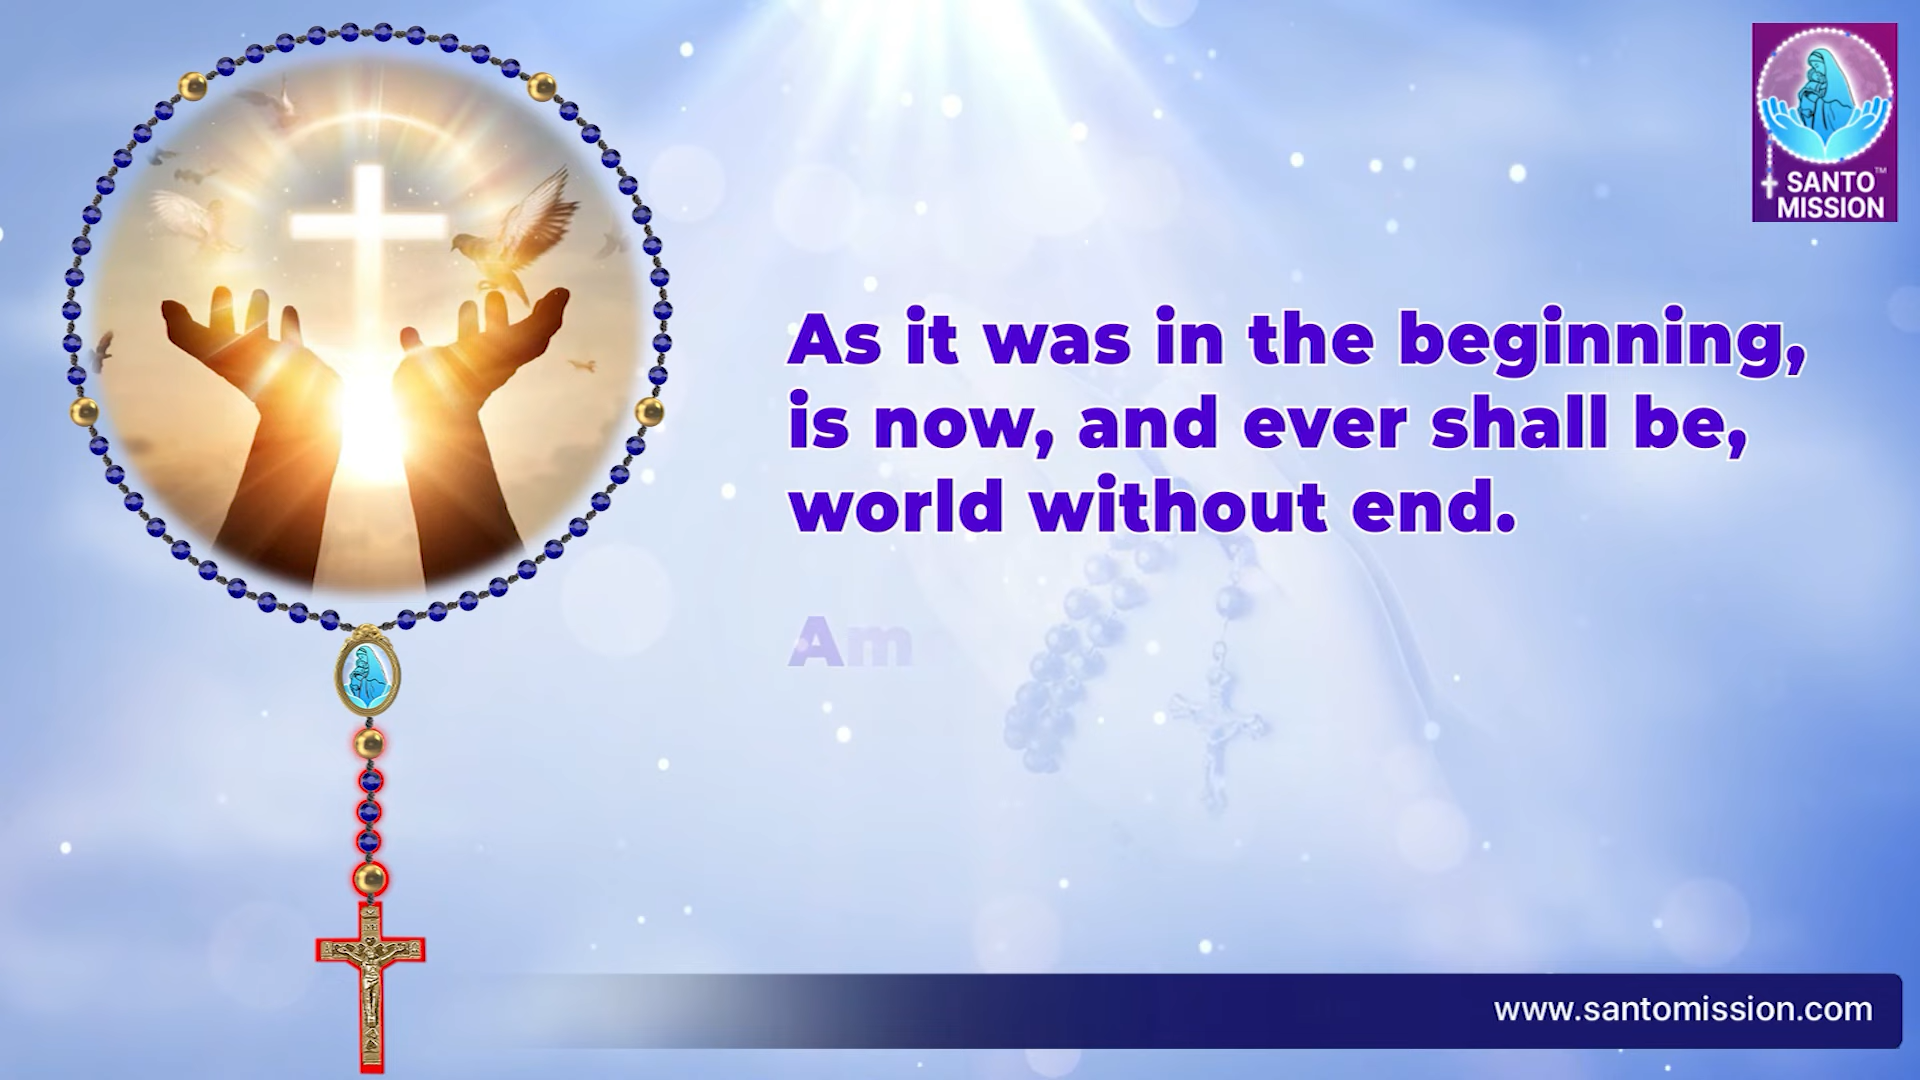 SANTO™
MISSION
As it was in the beginning,
is now, and ever shall be,
world without end.
Am
www.santomission.com